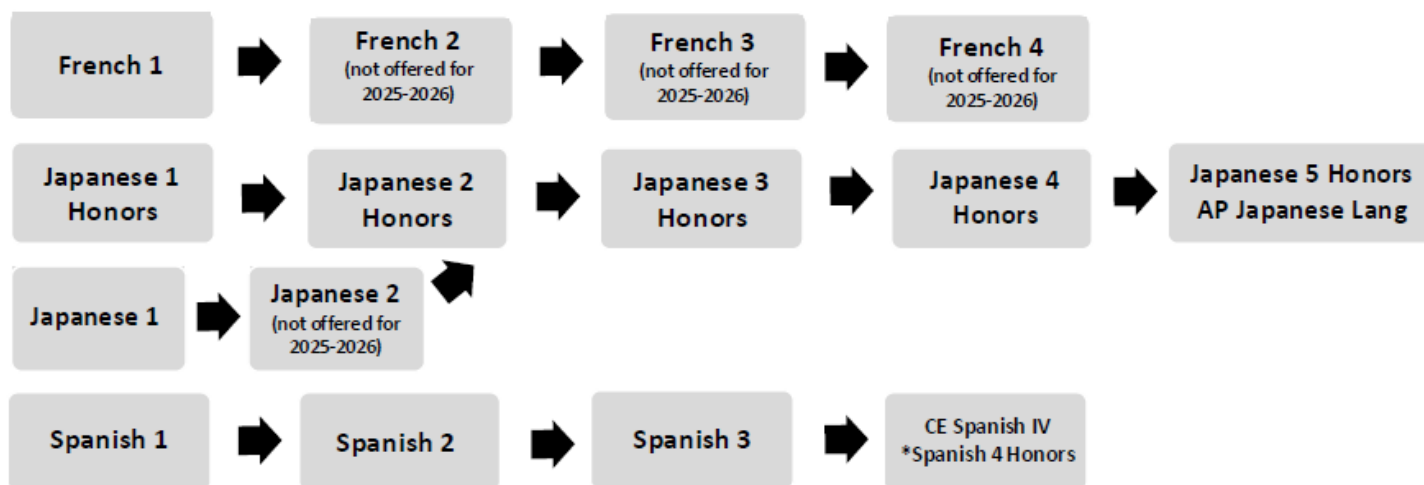 French 1
French 2
(not offered for
2025-2026)
French 3
(not offered for
2025-2026)
French 4
(not offered for
2025-2026)
Japanese 1
Honors
Japanese 2
Honors
Japanese 3
Honors
Japanese 4
Honors
Japanese 5 Honors
AP Japanese Lang
Japanese 1
Japanese 2
(not offered for
2025-2026)
Spanish 1
Spanish 2
Spanish 3
CE Spanish IV
*Spanish 4 Honors